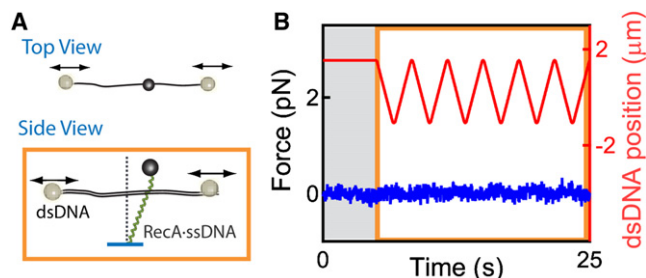 A
Top View
Side View
dsDNA
RecA·ssDNA
B
Force (pN)
2
0
0
Time (s)
25
2
-2
dsDNA position (μm)